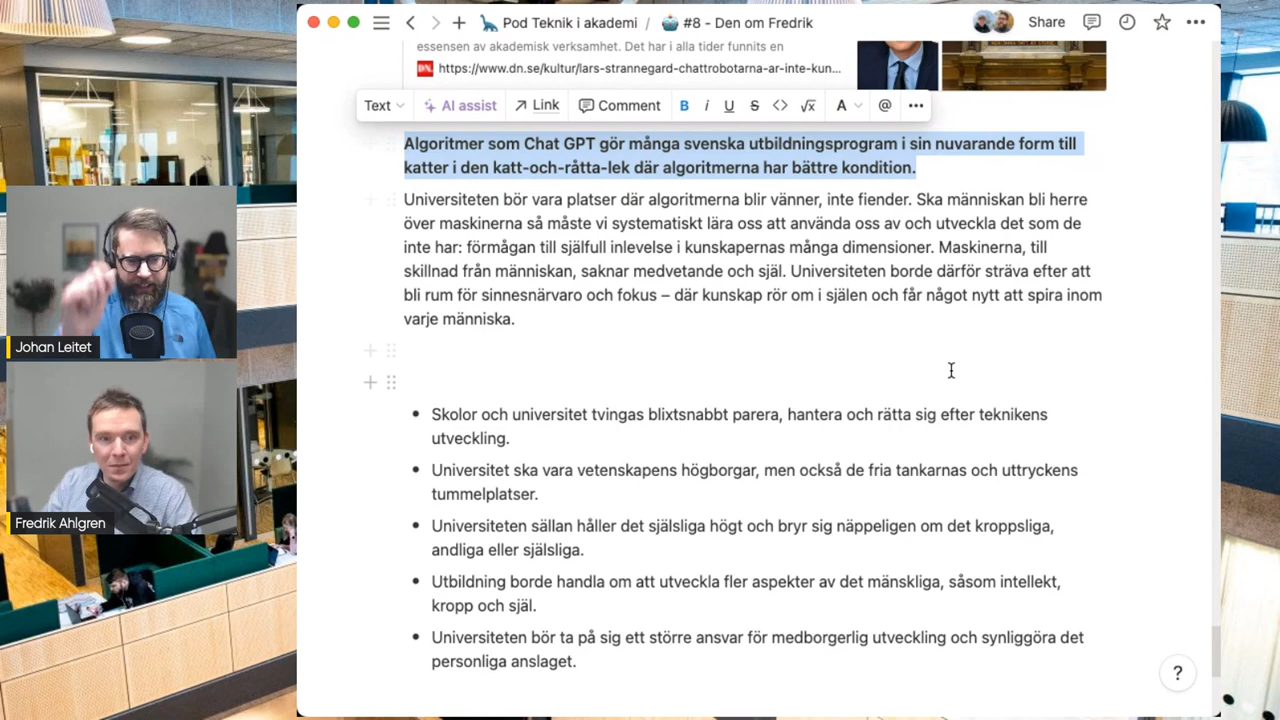 Pod Teknik i akademi / #8 - Den om Fredrik
Share
essensen av akademisk verksamhet. Det har i alla tider funnits en
DN. https://www.dn.se/kultur/lars-strannegard-chattrobotarna-ar-inte-kun...
Text AI assist Link Comment B i U S <> √x A @ •••
Algoritmer som Chat GPT gör många svenska utbildningsprogram i sin nuvarande form till
katter i den katt-och-råtta-lek där algoritmerna har bättre kondition.
Universiteten bör vara platser där algoritmerna blir vänner, inte fiender. Ska människan bli herre
över maskinerna så måste vi systematiskt lära oss att använda oss av och utveckla det som de
inte har: förmågan till själfull inlevelse i kunskapernas många dimensioner. Maskinerna, till
skillnad från människan, saknar medvetande och själ. Universiteten borde därför sträva efter att
bli rum för sinnesnärvaro och fokus – där kunskap rör om i själen och får något nytt att spira inom
varje människa.
Johan Leitet
Fredrik Ahlgren
• Skolor och universitet tvingas blixtsnabbt parera, hantera och rätta sig efter teknikens
utveckling.
• Universitet ska vara vetenskapens högborgar, men också de fria tankarnas och uttryckens
tummelplatser.
• Universiteten sällan håller det själsliga högt och bryr sig näppeligen om det kroppsliga,
andliga eller själsliga.
• Utbildning borde handla om att utveckla fler aspekter av det mänskliga, såsom intellekt,
kropp och själ.
• Universiteten bör ta på sig ett större ansvar för medborgerlig utveckling och synliggöra det
personliga anslaget.
?